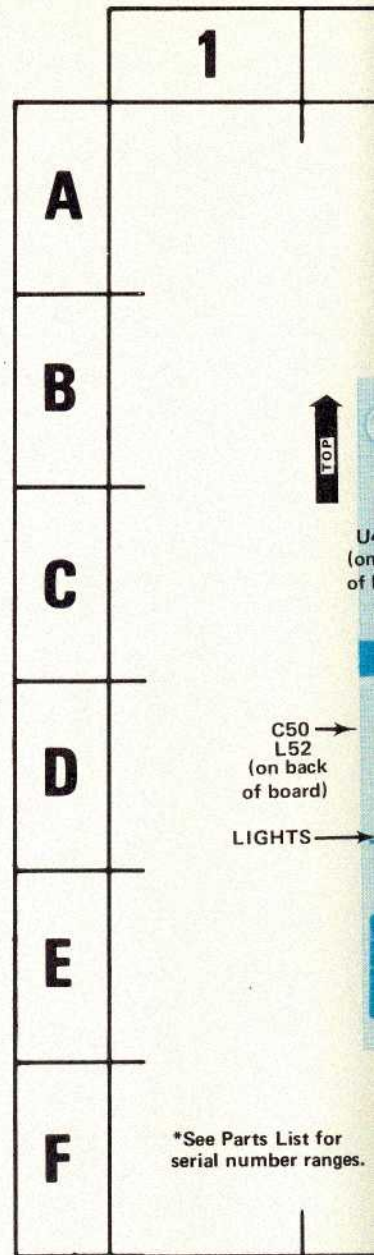 1
A
B
TOP
C
D
C50
L52
(on back
of board)
LIGHTS
E
F
*See Parts List for
serial number ranges.